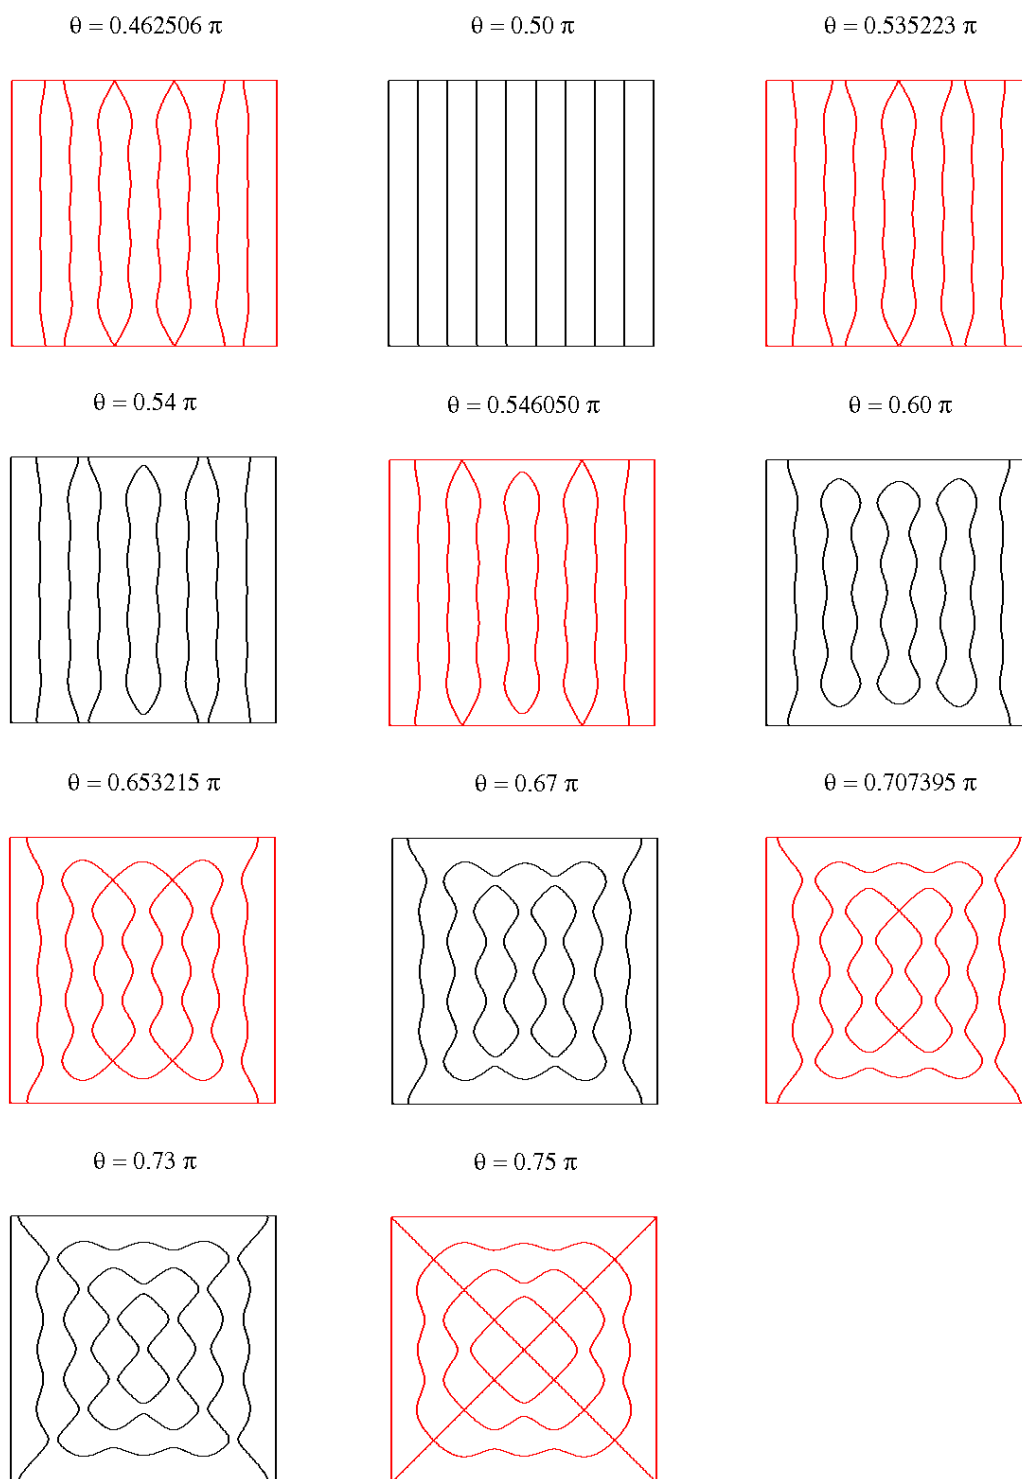 θ = 0.462506 π
θ = 0.50 π
θ = 0.535223 π
θ = 0.54 π
θ = 0.546050 π
θ = 0.60 π
θ = 0.653215 π
θ = 0.67 π
θ = 0.707395 π
θ = 0.73 π
θ = 0.75 π